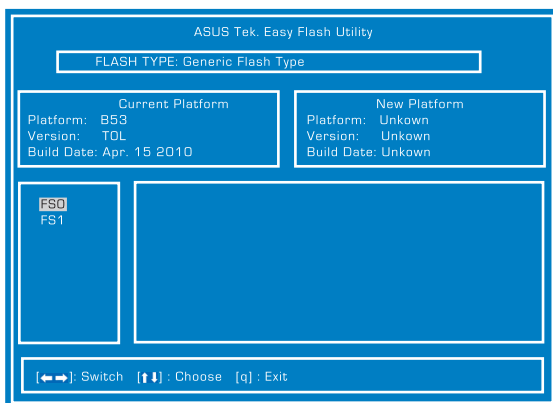 ASUS Tek. Easy Flash Utility
FLASH TYPE: Generic Flash Type
Current Platform
Platform: B53
Version: TOL
Build Date: Apr. 15 2010
New Platform
Platform: Unkown
Version: Unkown
Build Date: Unkown
FS0
FS1
[←→]: Switch [↑↓] : Choose [q] : Exit